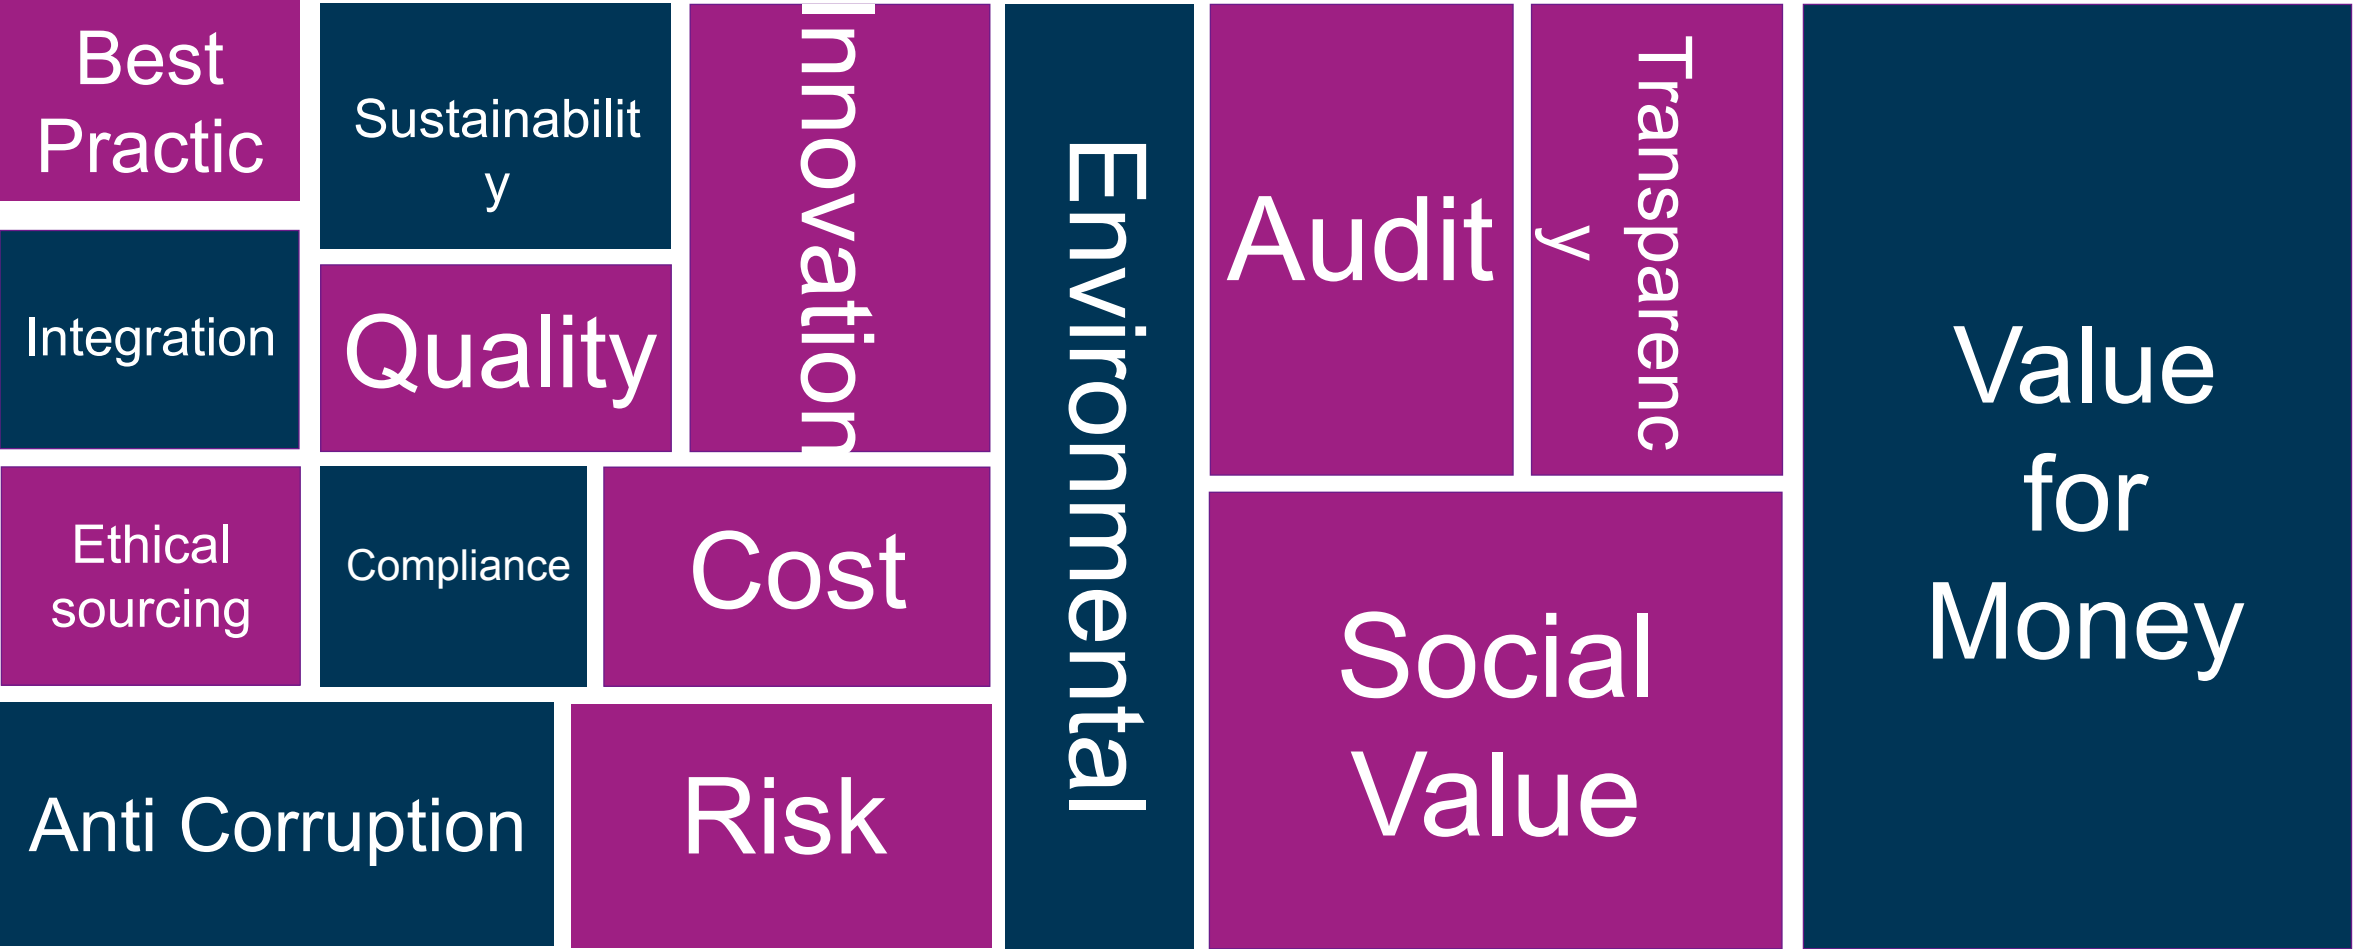 Best
Practic
Sustainabilit
y
Innovation
Environmental
Audit
Transparenc
y
Value
for
Money
Integration
Quality
Ethical
sourcing
Compliance
Cost
Social
Value
Anti Corruption
Risk